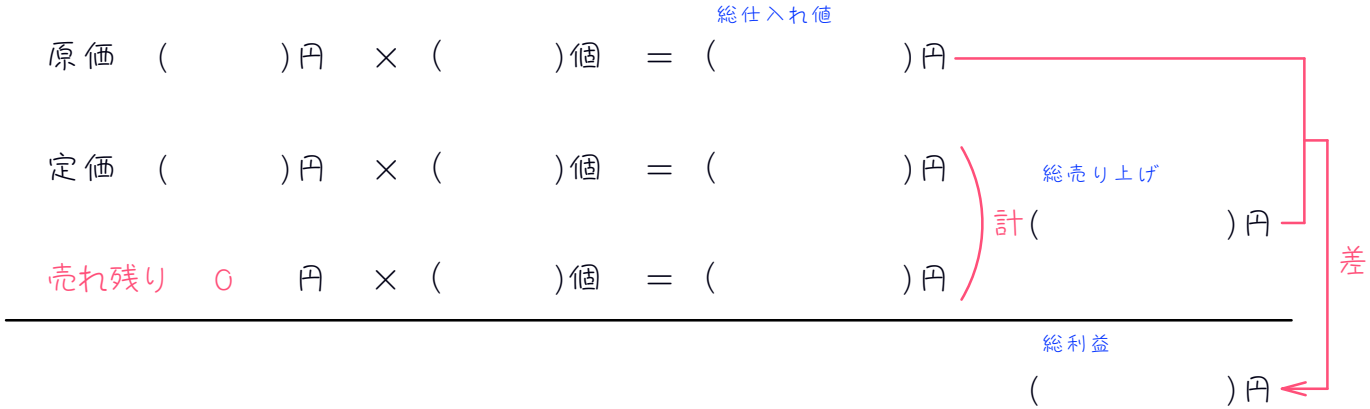 総仕入れ値
原価 ( )円 × ( )個 = ( )円
定価 ( )円 × ( )個 = ( )円
総売り上げ
計( )円
売れ残り 0 円 × ( )個 = ( )円
差
総利益
( )円